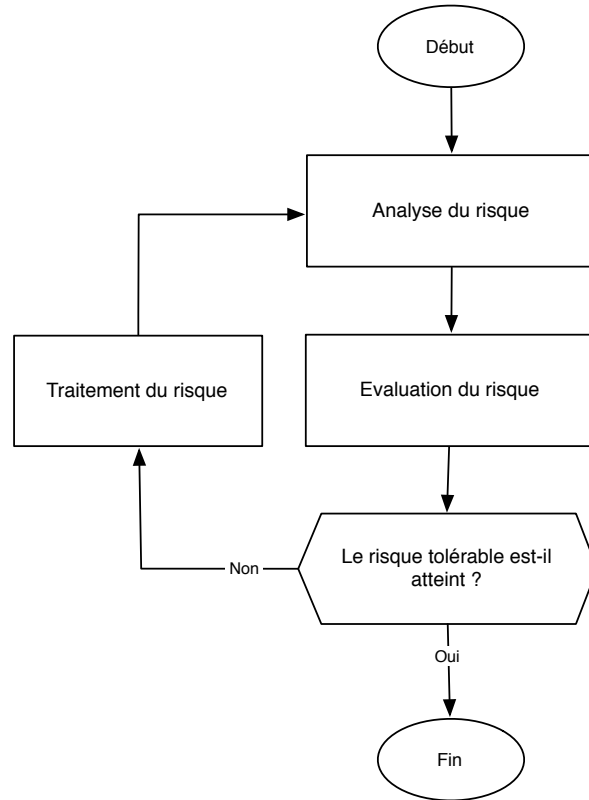 Début
Analyse du risque
Traitement du risque
Evaluation du risque
Le risque tolérable est-il
atteint ?
Non
Oui
Fin